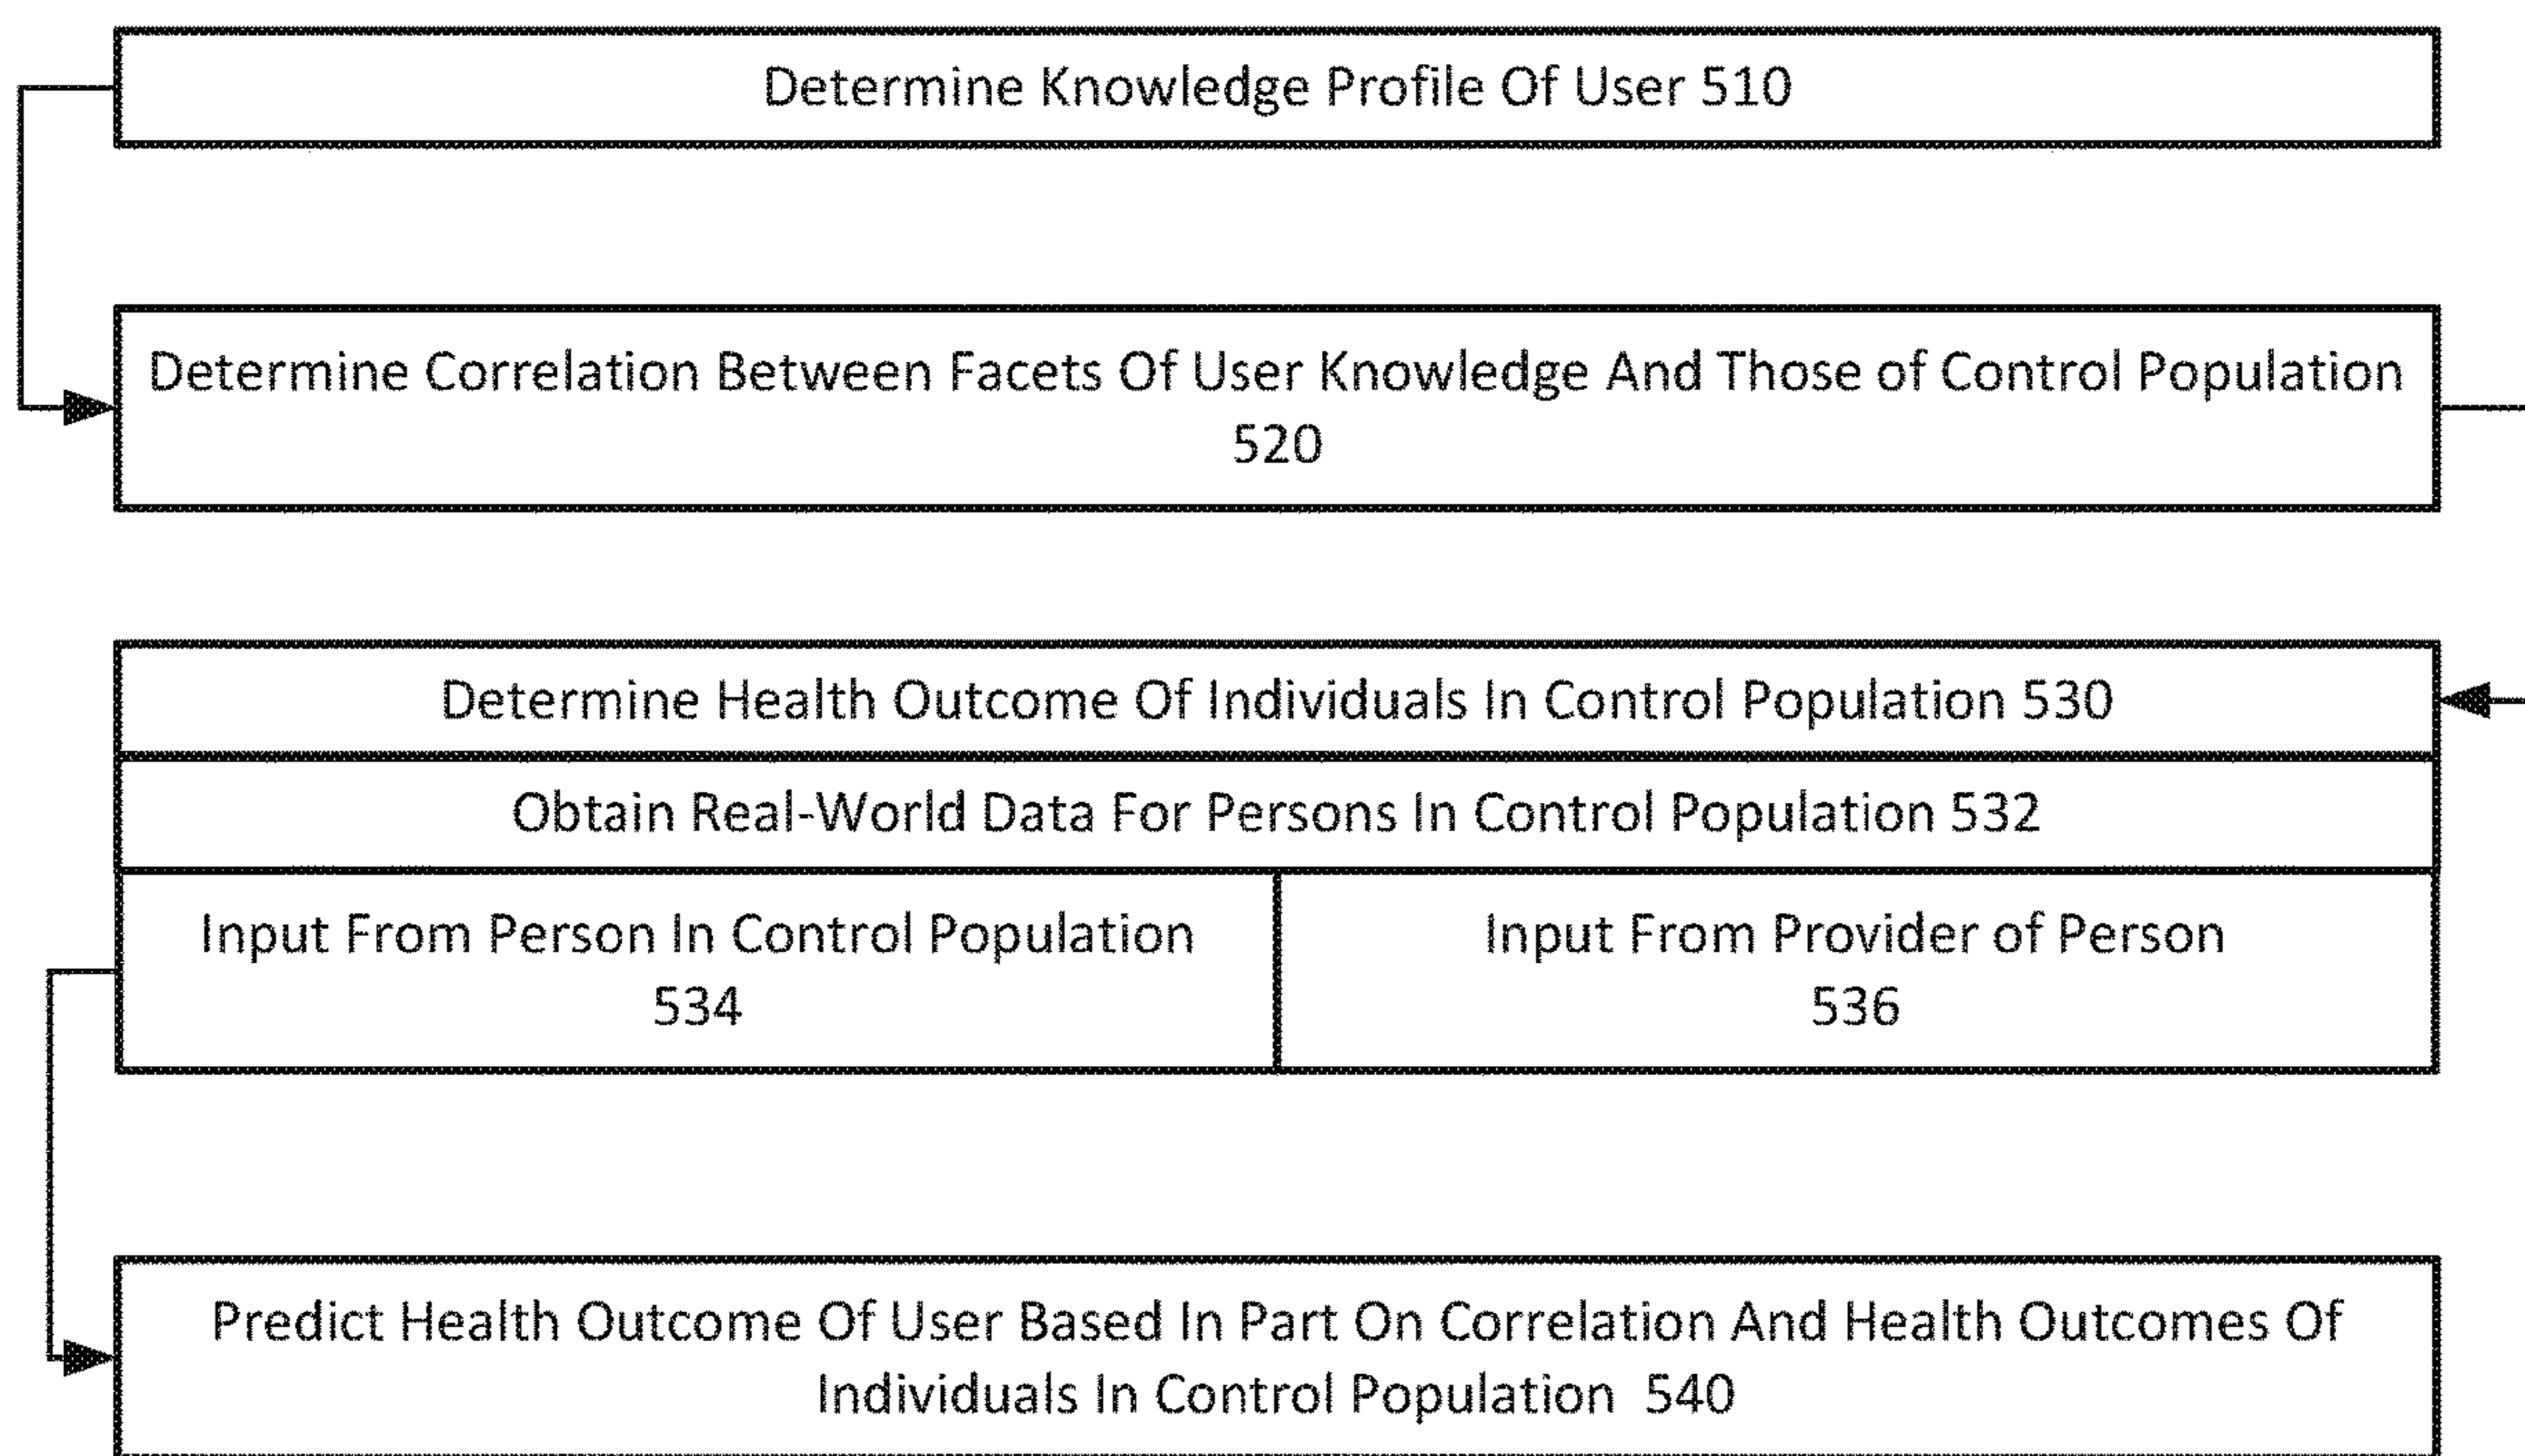 Determine Knowledge Profile Of User 510
Determine Correlation Between Facets Of User Knowledge And Those of Control Population
520
Determine Health Outcome Of Individuals In Control Population 530
Obtain Real-World Data For Persons In Control Population 532
Input From Person In Control Population
534
Input From Provider of Person
536
Predict Health Outcome Of User Based In Part On Correlation And Health Outcomes Of
Individuals In Control Population 540